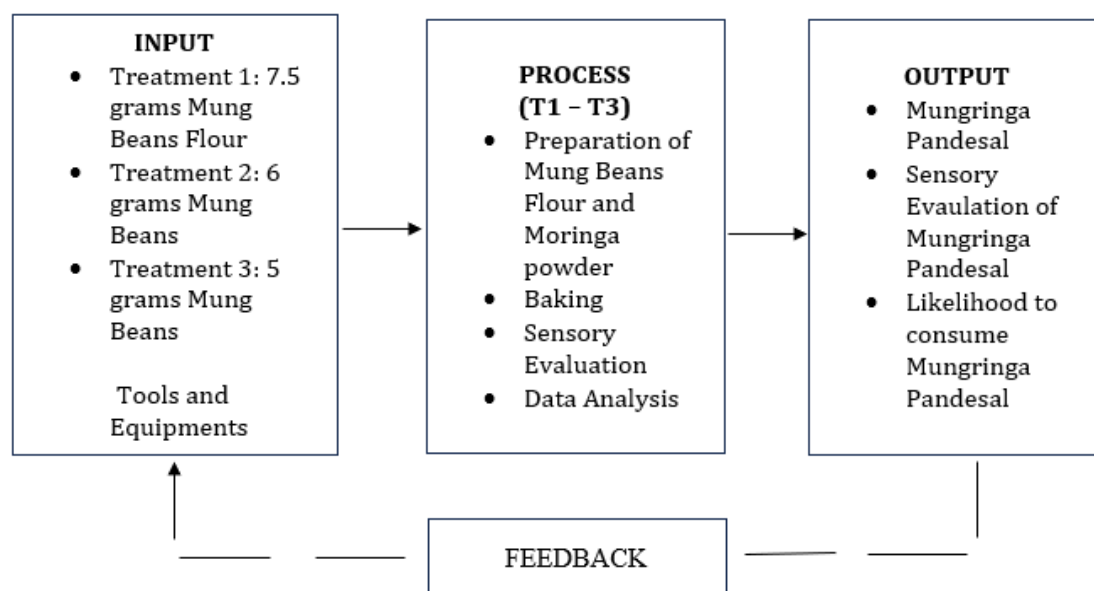 INPUT
• Treatment 1: 7.5
grams Mung
Beans Flour
• Treatment 2: 6
grams Mung
Beans
• Treatment 3: 5
grams Mung
Beans
Tools and
Equipments
PROCESS
(T1 – T3)
• Preparation of
Mung Beans
Flour and
Moringa
powder
• Baking
• Sensory
Evaluation
• Data Analysis
OUTPUT
• Mungringa
Pandesal
• Sensory
Evaulation of
Mungringa
Pandesal
• Likelihood to
consume
Mungringa
Pandesal
FEEDBACK